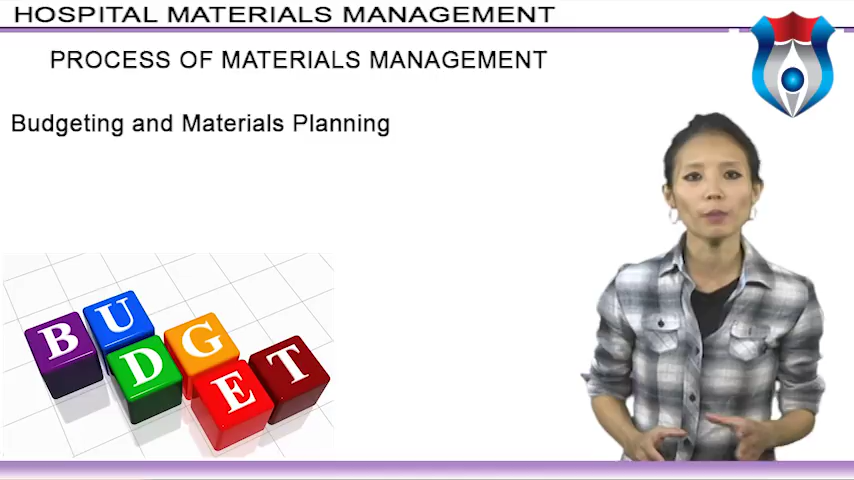 HOSPITAL MATERIALS MANAGEMENT
PROCESS OF MATERIALS MANAGEMENT
Budgeting and Materials Planning
BUDGET